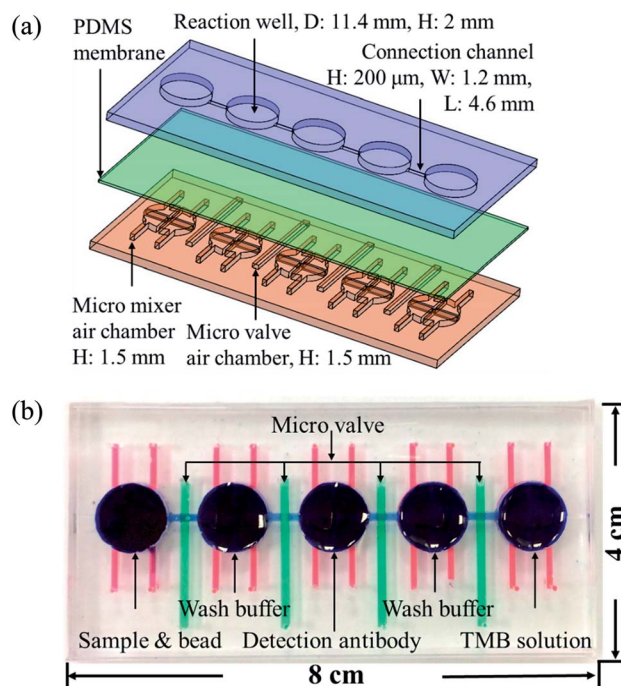 (a)
PDMS
membrane
Reaction well, D: 11.4 mm, H: 2 mm
Connection channel
H: 200 μm, W: 1.2 mm,
L: 4.6 mm
Micro mixer
air chamber
H: 1.5 mm
Micro valve
air chamber, H: 1.5 mm
(b)
Micro valve
Wash buffer
Wash buffer
Sample & bead
Detection antibody
TMB solution
4 cm
8 cm